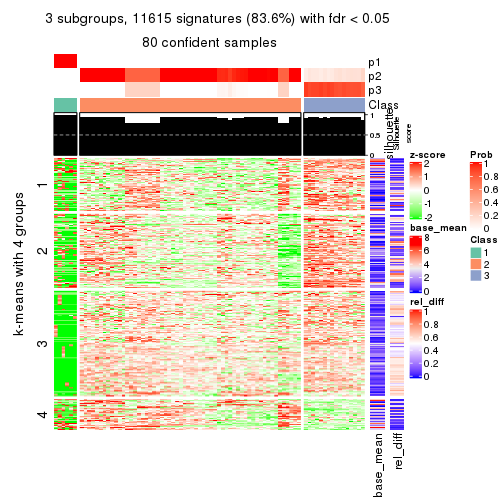 3 subgroups, 11615 signatures (83.6%) with fdr < 0.05
80 confident samples
p1
p2
p3
Class
1
0.5
0
silhouette
Silhouette
score
k-means with 4 groups
1
2
3
4
base_mean
rel_diff
z-score
2
1
0
-1
-2
base_mean
8
6
4
2
0
rel_diff
1
0.8
0.6
0.4
0.2
0
Prob
1
0.8
0.6
0.4
0.2
0
Class
1
2
3